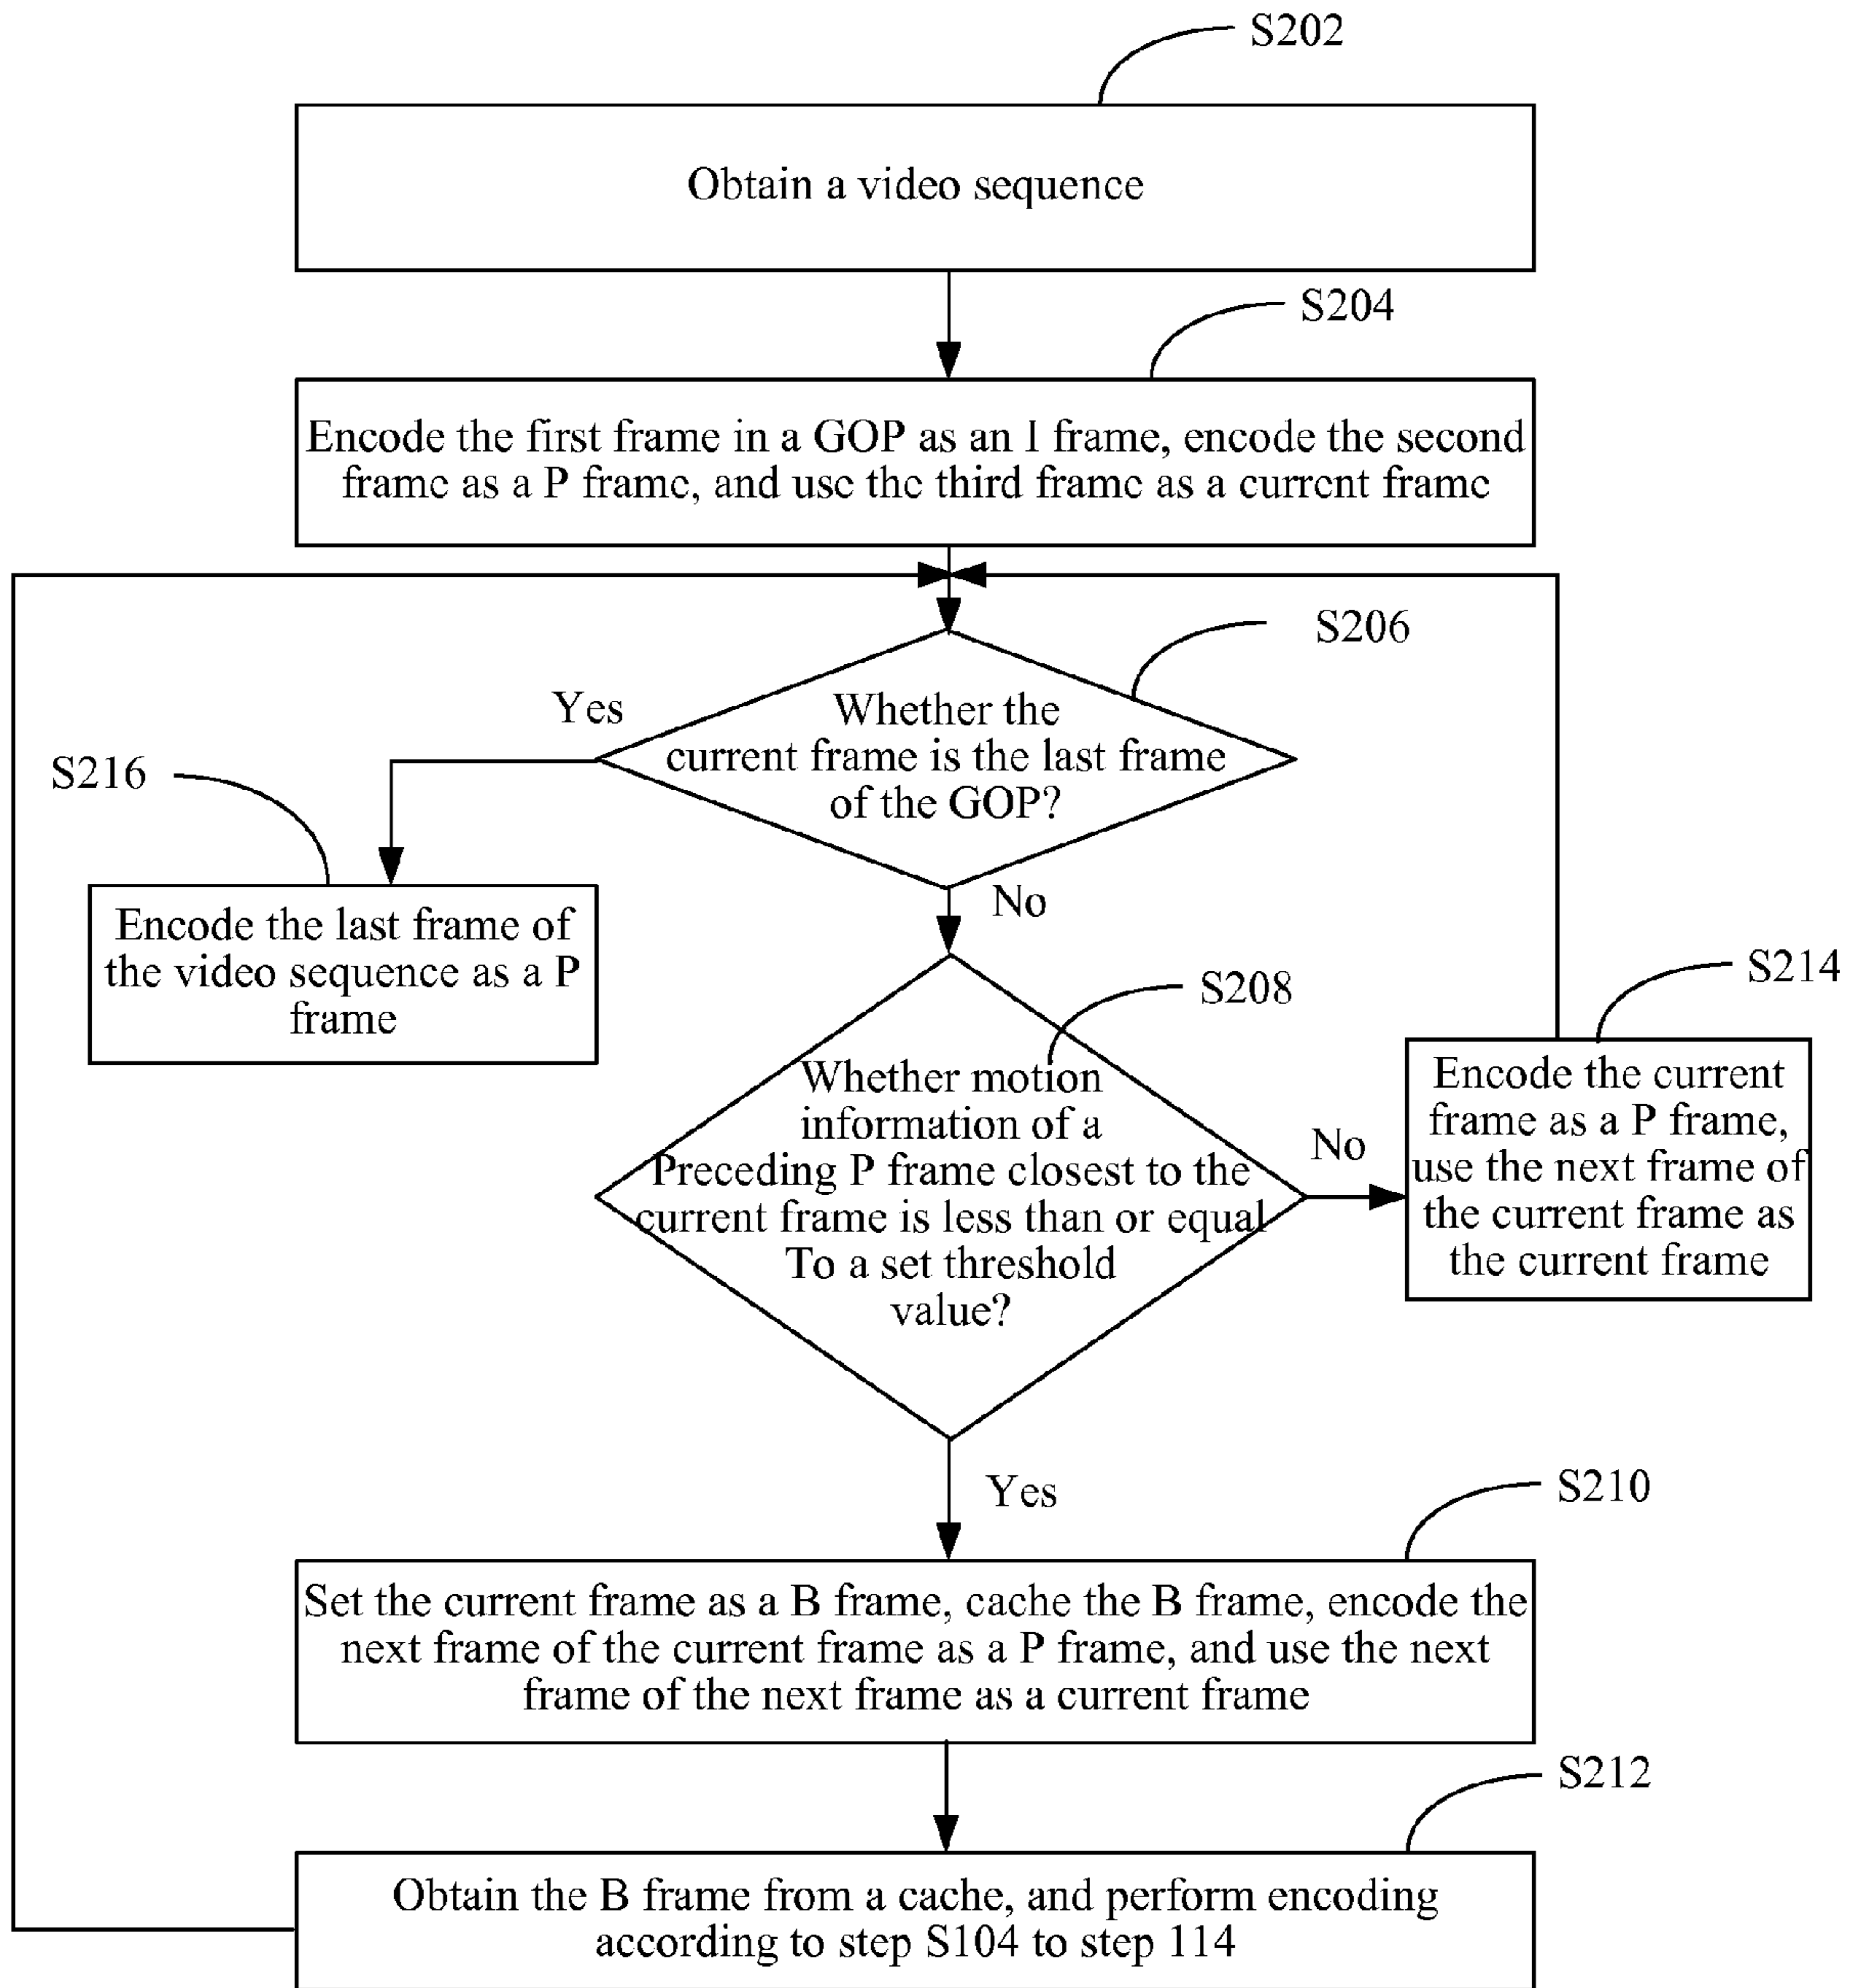 S202
Obtain a video sequence
S204
Encode the first frame in a GOP as an I frame, encode the second
frame as a P frame, and use the third frame as a current frame
S206
Yes
Whether the
current frame is the last frame
of the GOP?
S216
No
Encode the last frame of
the video sequence as a P
frame
S208
S214
Whether motion
information of a
Preceding P frame closest to the
current frame is less than or equal
To a set threshold
value?
No
Encode the current
frame as a P frame,
use the next frame of
the current frame as
the current frame
Yes
S210
Set the current frame as a B frame, cache the B frame, encode the
next frame of the current frame as a P frame, and use the next
frame of the next frame as a current frame
S212
Obtain the B frame from a cache, and perform encoding
according to step S104 to step 114